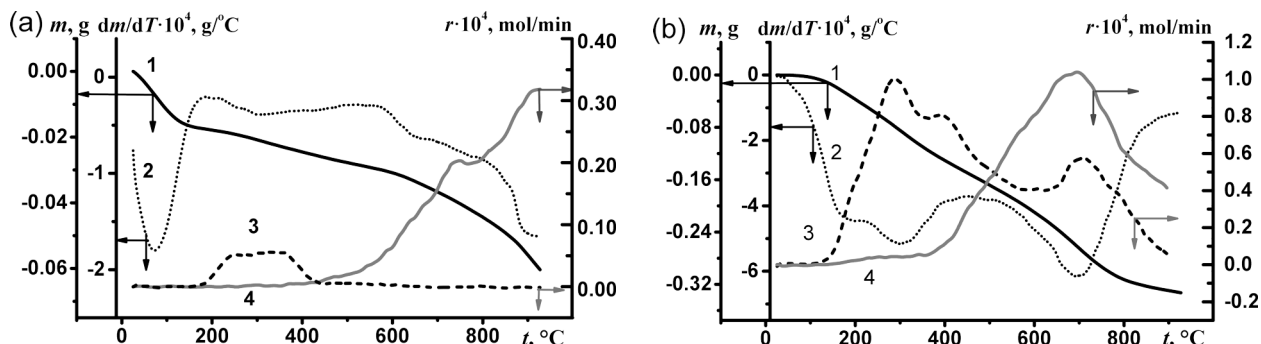 (a) m, g dm/dT·10⁴, g/°C r·10⁴, mol/min
0.40
0.00 0 1
0.30
-0.02
2 -1 0.20
-0.04
3 0.10
-0.06 -2
4 0.00
0 200 400 600 800 t, °C
(b) m, g dm/dT·10⁴, g/°C r·10⁴, mol/min
1.2
0.00 0 1 1.0
-0.08 0.8
-2 2 0.6
-0.16
-4 0.4
3 0.2
-0.24
-6 4 0.0
-0.32 -0.2
0 200 400 600 800 t, °C